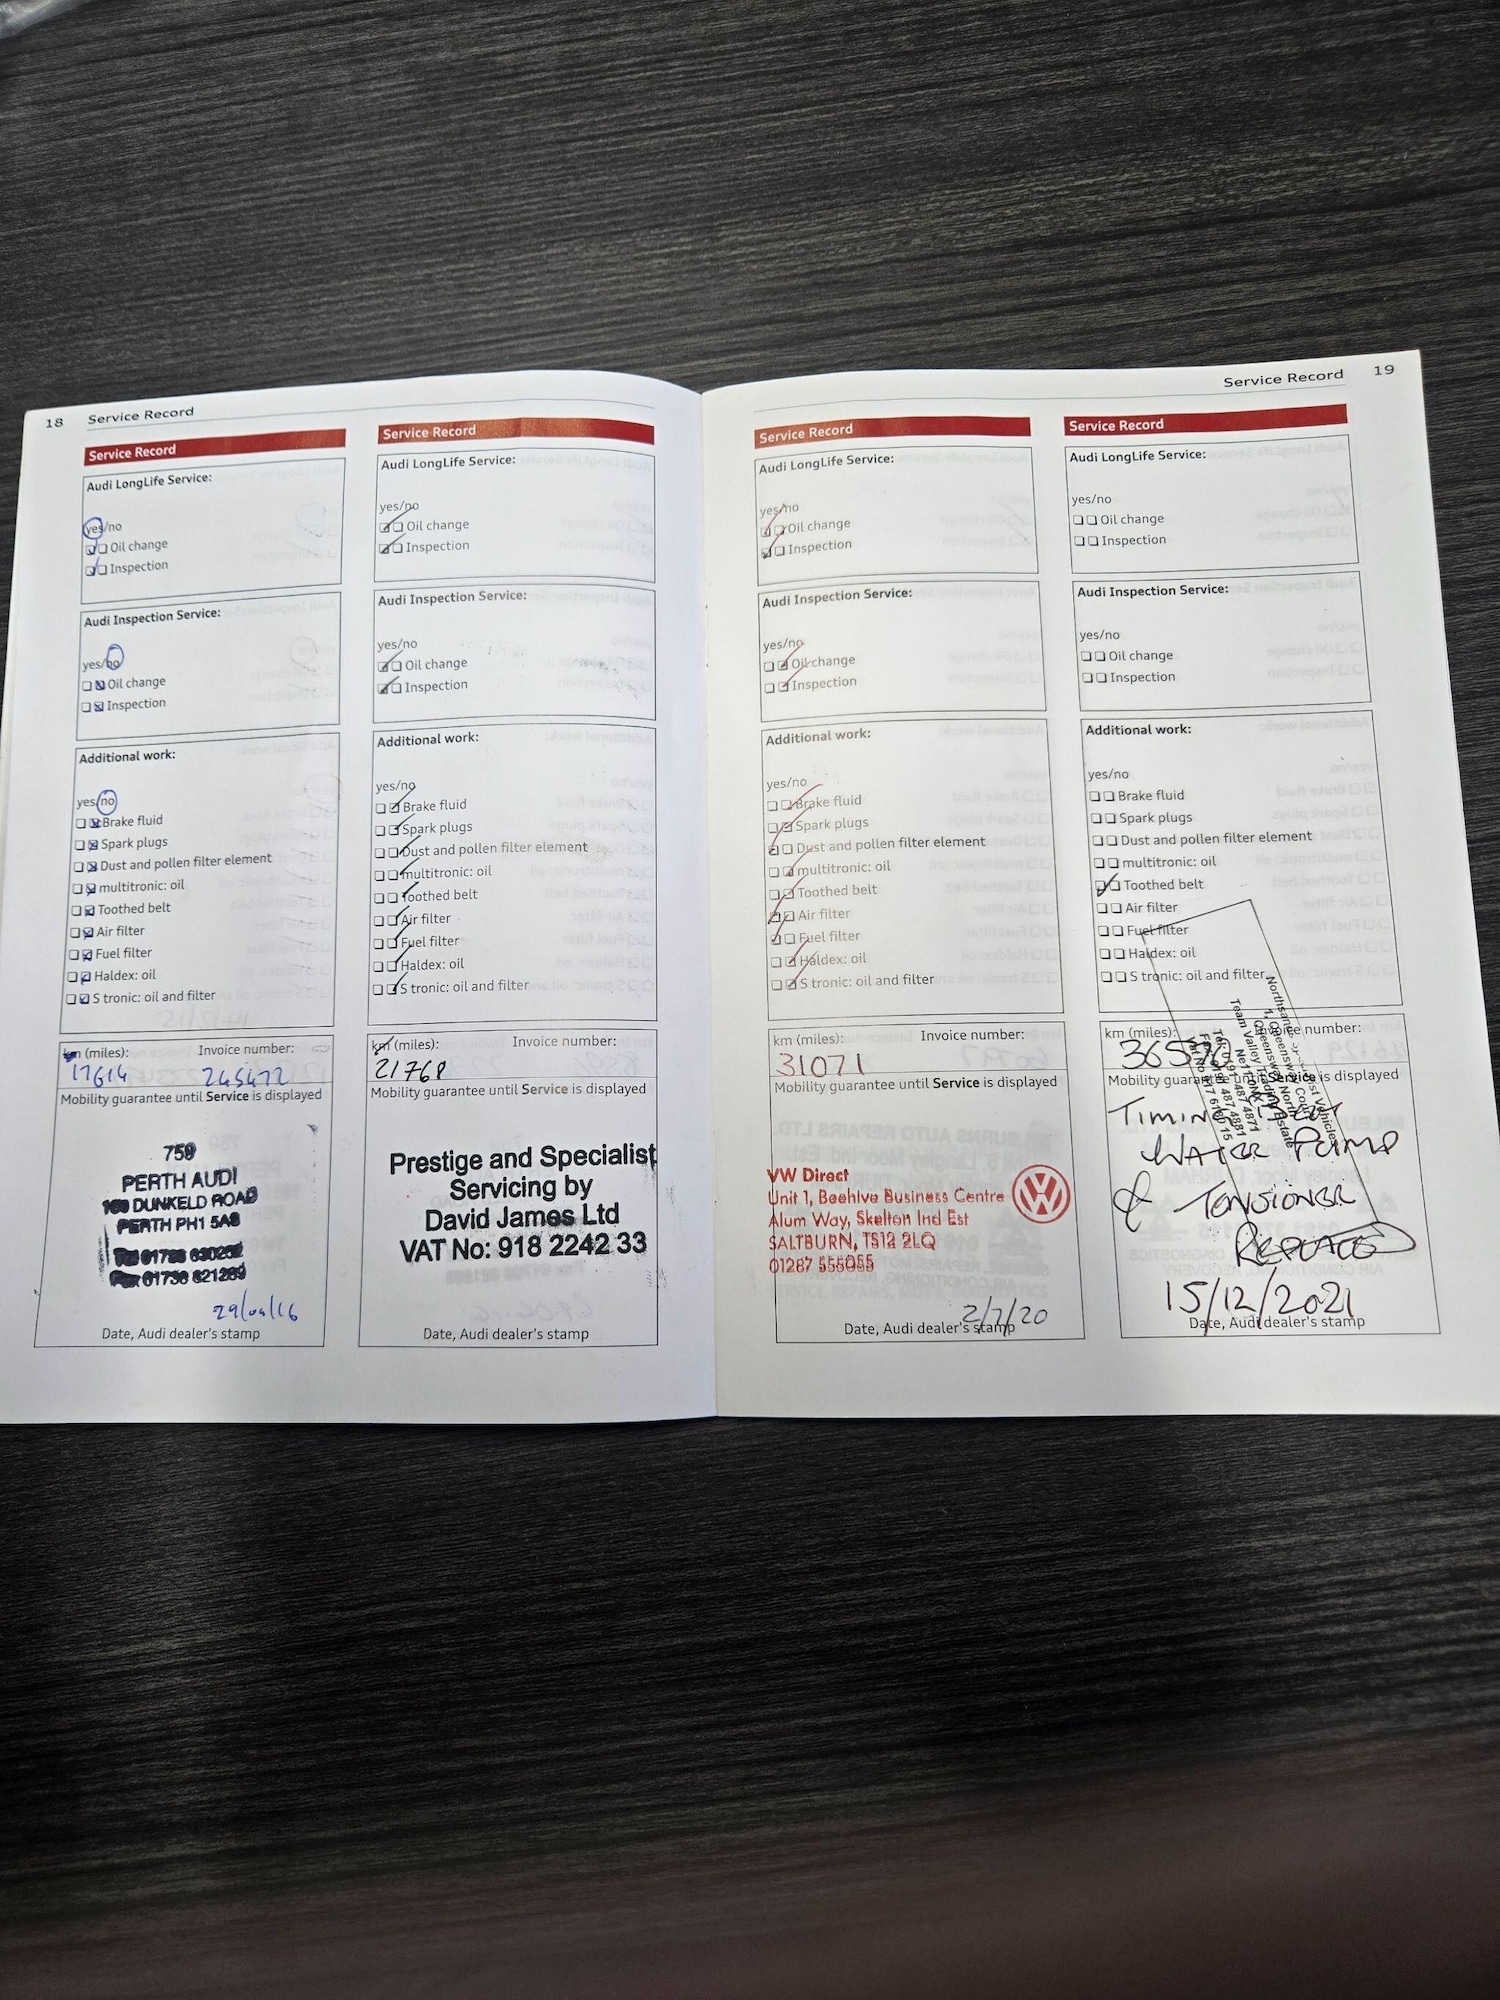 18 Service Record
Service Record
Audi LongLife Service:
yes/no
Oil change
Inspection
Audi Inspection Service:
yes/no
Oil change
Inspection
Additional work:
yes/no
Brake fluid
Spark plugs
Dust and pollen filter element
multitronic: oil
Toothed belt
Air filter
Fuel filter
Haldex: oil
S tronic: oil and filter
km (miles): Invoice number:
17614 245472
Mobility guarantee until Service is displayed
759
PERTH AUDI
DUNKELD ROAD
PERTH PH1 5AS
29/04/16
Date, Audi dealer's stamp
Service Record
Audi LongLife Service:
yes/no
Oil change
Inspection
Audi Inspection Service:
yes/no
Oil change
Inspection
Additional work:
yes/no
Brake fluid
Spark plugs
Dust and pollen filter element
multitronic: oil
Toothed belt
Air filter
Fuel filter
Haldex: oil
S tronic: oil and filter
km (miles): Invoice number:
21768
Mobility guarantee until Service is displayed
Prestige and Specialist
Servicing by
David James Ltd
VAT No: 918 2242 33
Date, Audi dealer's stamp
Service Record 19
Service Record
Audi LongLife Service:
yes/no
Oil change
Inspection
Audi Inspection Service:
yes/no
Oil change
Inspection
Additional work:
yes/no
Brake fluid
Spark plugs
Dust and pollen filter element
multitronic: oil
Toothed belt
Air filter
Fuel filter
Haldex: oil
S tronic: oil and filter
km (miles): Invoice number:
31071
Mobility guarantee until Service is displayed
VW Direct
Unit 1, Beehive Business Centre
Alum Way, Skelton Ind Est
SALTBURN, TS12 2LQ
01287 555055
2/7/20
Date, Audi dealer's stamp
Service Record
Audi LongLife Service:
yes/no
Oil change
Inspection
Audi Inspection Service:
yes/no
Oil change
Inspection
Additional work:
yes/no
Brake fluid
Spark plugs
Dust and pollen filter element
multitronic: oil
Toothed belt
Air filter
Fuel filter
Haldex: oil
S tronic: oil and filter
km (miles): Invoice number:
Mobility guarantee until Service is displayed
Team Valley Trading Estate
TIMING BELT
WATER PUMP
& TENSIONER
REPLACED
15/12/2021
Date, Audi dealer's stamp